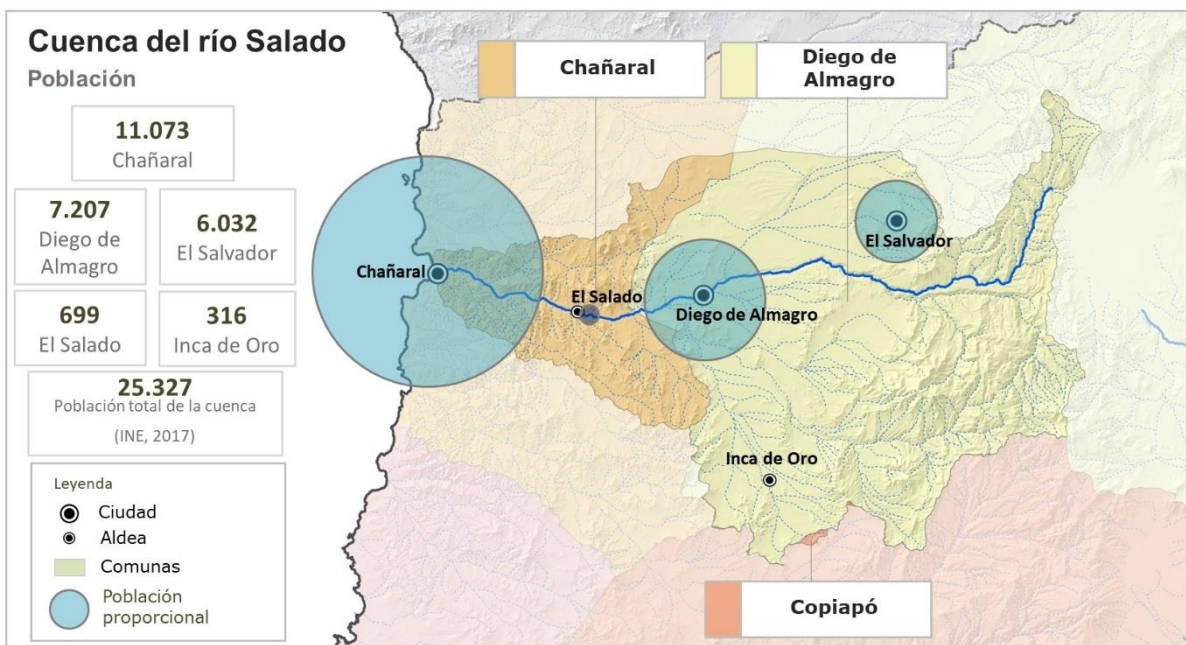 Cuenca del río Salado
Población
11.073
Chañaral
7.207
Diego de
Almagro
6.032
El Salvador
699
El Salado
316
Inca de Oro
25.327
Población total de la cuenca
(INE, 2017)
Leyenda
Ciudad
Aldea
Comunas
Población
proporcional
Chañaral
Diego de
Almagro
El Salvador
Chañaral
El Salado
Diego de Almagro
Inca de Oro
Copiapó